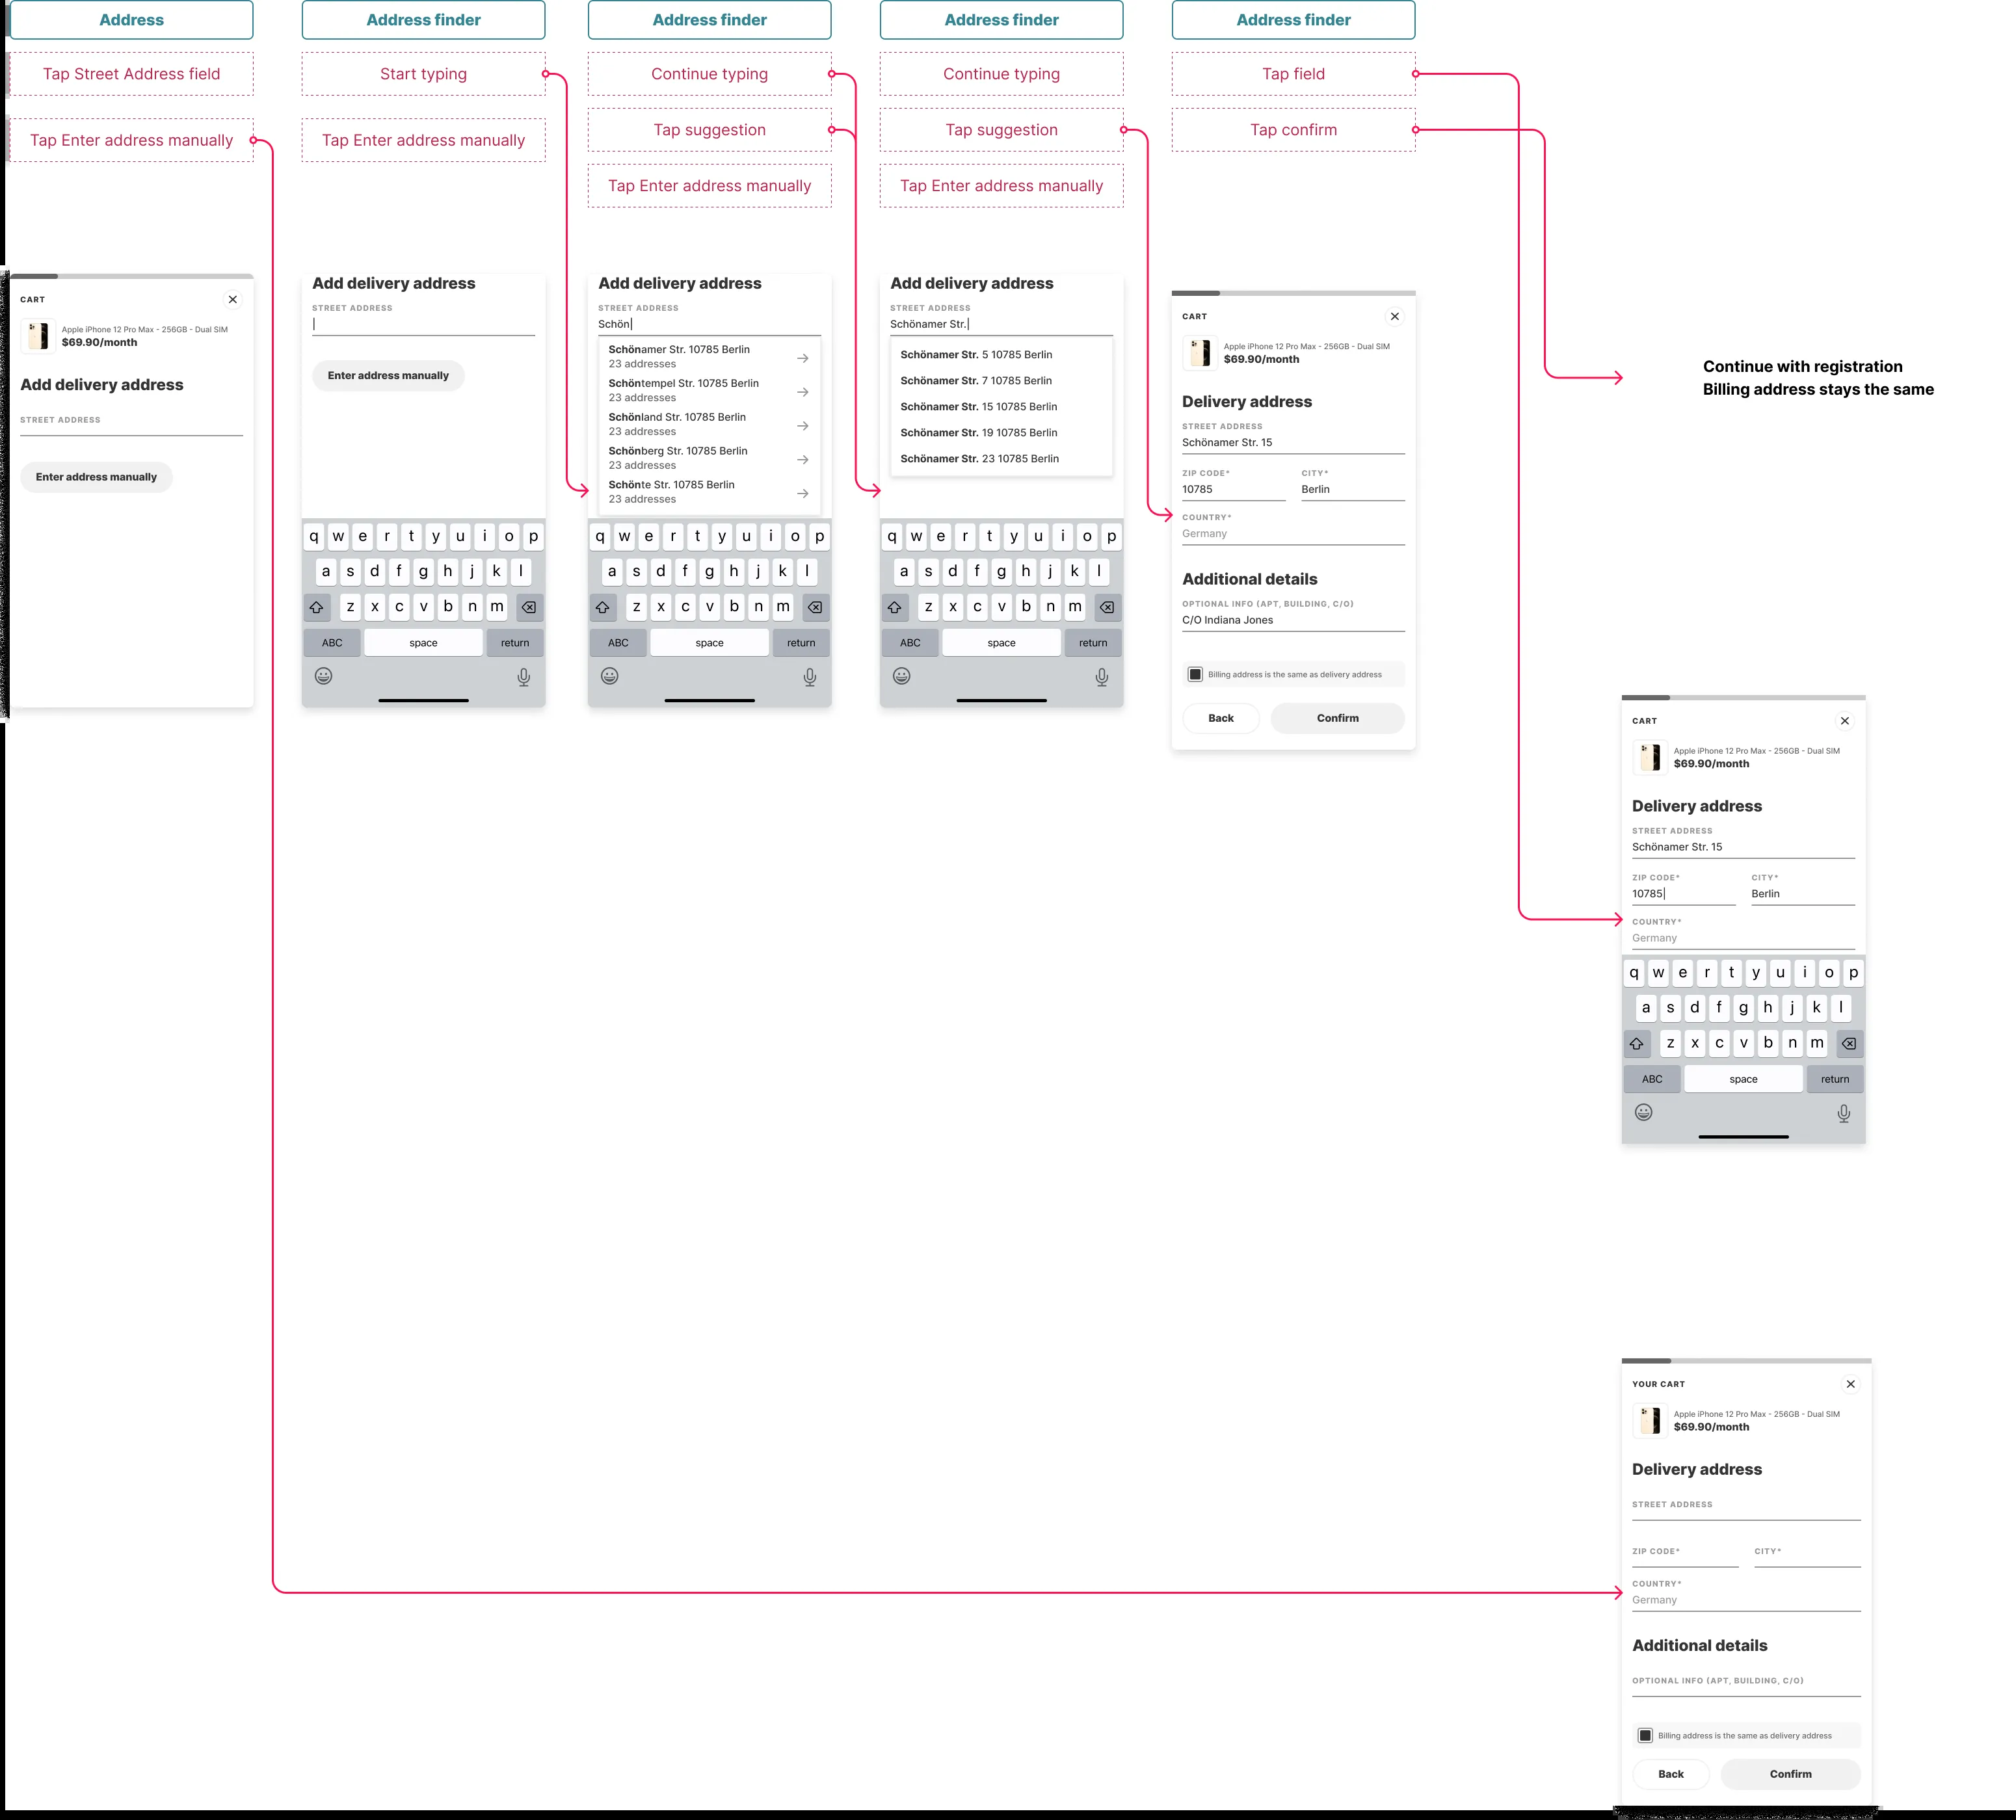 Address
Tap Street Address field
Tap Enter address manually
CART
Apple iPhone 12 Pro Max - 256GB - Dual SIM
$69.90/month
Add delivery address
STREET ADDRESS
Enter address manually
Address finder
Start typing
Tap Enter address manually
Add delivery address
STREET ADDRESS
Enter address manually
q w e r t y u i o p
a s d f g h j k l
z x c v b n m
ABC space return
Address finder
Continue typing
Tap suggestion
Tap Enter address manually
Add delivery address
STREET ADDRESS
Schön
Schönamer Str. 10785 Berlin
23 addresses
Schöntempel Str. 10785 Berlin
23 addresses
Schönland Str. 10785 Berlin
23 addresses
Schönberg Str. 10785 Berlin
23 addresses
Schönte Str. 10785 Berlin
23 addresses
q w e r t y u i o p
a s d f g h j k l
z x c v b n m
ABC space return
Address finder
Continue typing
Tap suggestion
Tap Enter address manually
Add delivery address
STREET ADDRESS
Schönamer Str.
Schönamer Str. 5 10785 Berlin
Schönamer Str. 7 10785 Berlin
Schönamer Str. 15 10785 Berlin
Schönamer Str. 19 10785 Berlin
Schönamer Str. 23 10785 Berlin
q w e r t y u i o p
a s d f g h j k l
z x c v b n m
ABC space return
Address finder
Tap field
Tap confirm
CART
Apple iPhone 12 Pro Max - 256GB - Dual SIM
$69.90/month
Delivery address
STREET ADDRESS
Schönamer Str. 15
ZIP CODE* CITY*
10785 Berlin
COUNTRY*
Germany
Additional details
OPTIONAL INFO (APT, BUILDING, C/O)
C/O Indiana Jones
Billing address is the same as delivery address
Back Confirm
Continue with registration
Billing address stays the same
CART
Apple iPhone 12 Pro Max - 256GB - Dual SIM
$69.90/month
Delivery address
STREET ADDRESS
Schönamer Str. 15
ZIP CODE* CITY*
10785 Berlin
COUNTRY*
Germany
q w e r t y u i o p
a s d f g h j k l
z x c v b n m
ABC space return
YOUR CART
Apple iPhone 12 Pro Max - 256GB - Dual SIM
$69.90/month
Delivery address
STREET ADDRESS
ZIP CODE* CITY*
COUNTRY*
Germany
Additional details
OPTIONAL INFO (APT, BUILDING, C/O)
Billing address is the same as delivery address
Back Confirm